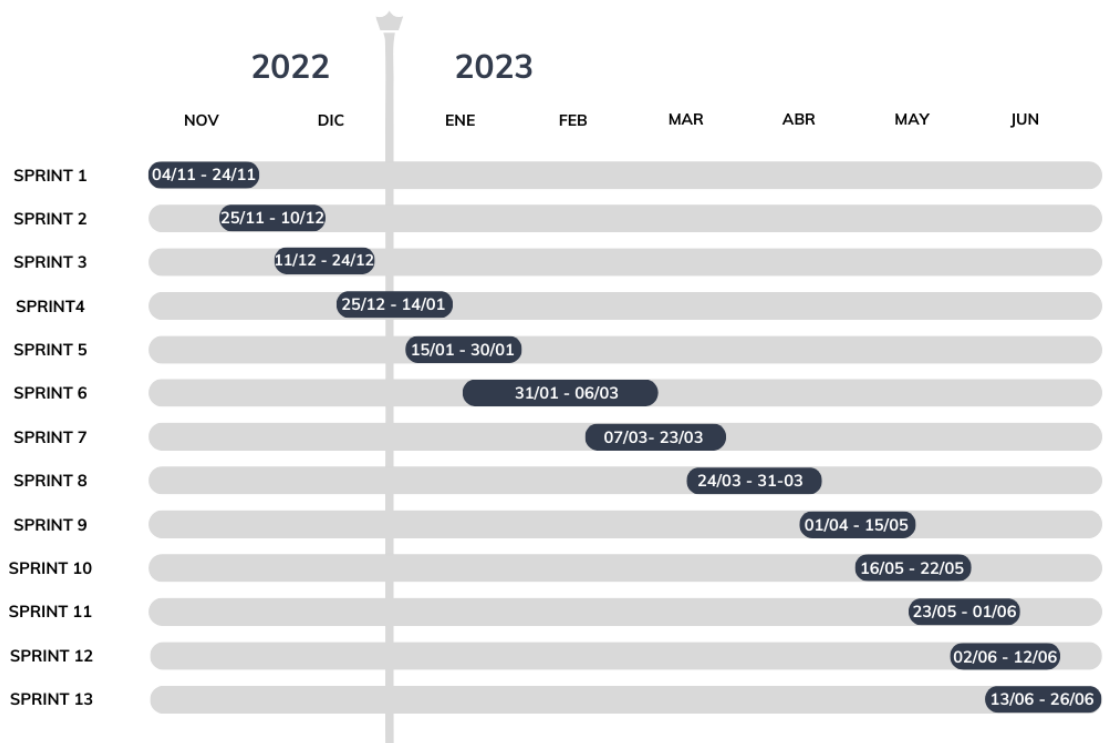 2022 2023
NOV DIC ENE FEB MAR ABR MAY JUN
SPRINT 1 04/11 - 24/11
SPRINT 2 25/11 - 10/12
SPRINT 3 11/12 - 24/12
SPRINT4 25/12 - 14/01
SPRINT 5 15/01 - 30/01
SPRINT 6 31/01 - 06/03
SPRINT 7 07/03- 23/03
SPRINT 8 24/03 - 31-03
SPRINT 9 01/04 - 15/05
SPRINT 10 16/05 - 22/05
SPRINT 11 23/05 - 01/06
SPRINT 12 02/06 - 12/06
SPRINT 13 13/06 - 26/06